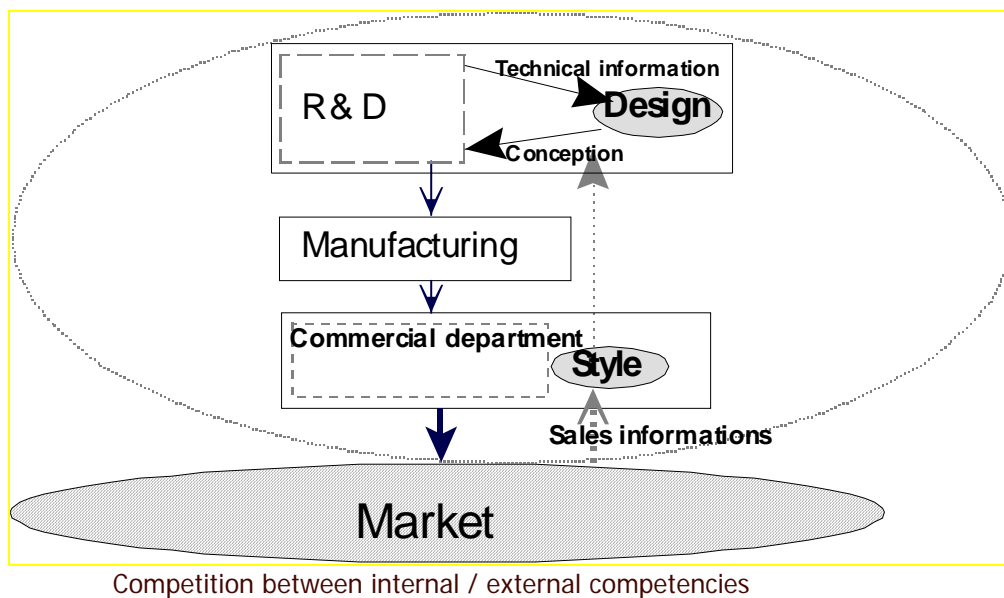 Technical information
R & D
Design
Conception
Manufacturing
Commercial department
Style
Sales informations
Market
Competition between internal / external competencies